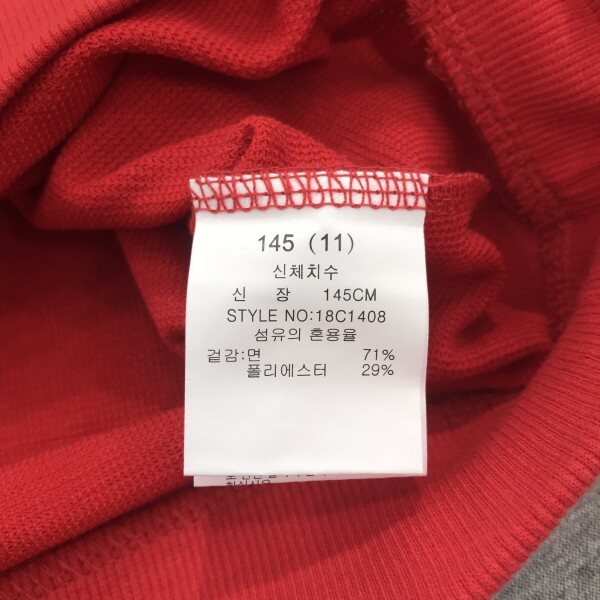 145 (11)
신체치수
신 장 145CM
STYLE NO:18C1408
섬유의 혼용율
겉감:면 71%
폴리에스터 29%